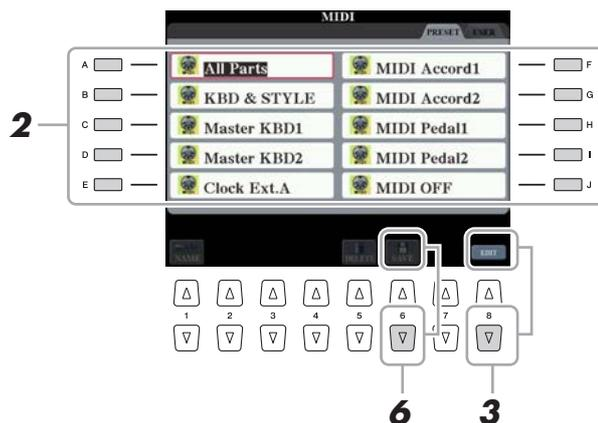 MIDI
PRESET USER
A All Parts MIDI Accord1 F
B KBD & STYLE MIDI Accord2 G
2 C Master KBD1 MIDI Pedal1 H
D Master KBD2 MIDI Pedal2 I
E Clock Ext.A MIDI OFF J
NAME DELETE SAVE EDIT
1 2 3 4 5 6 7 8
6 3